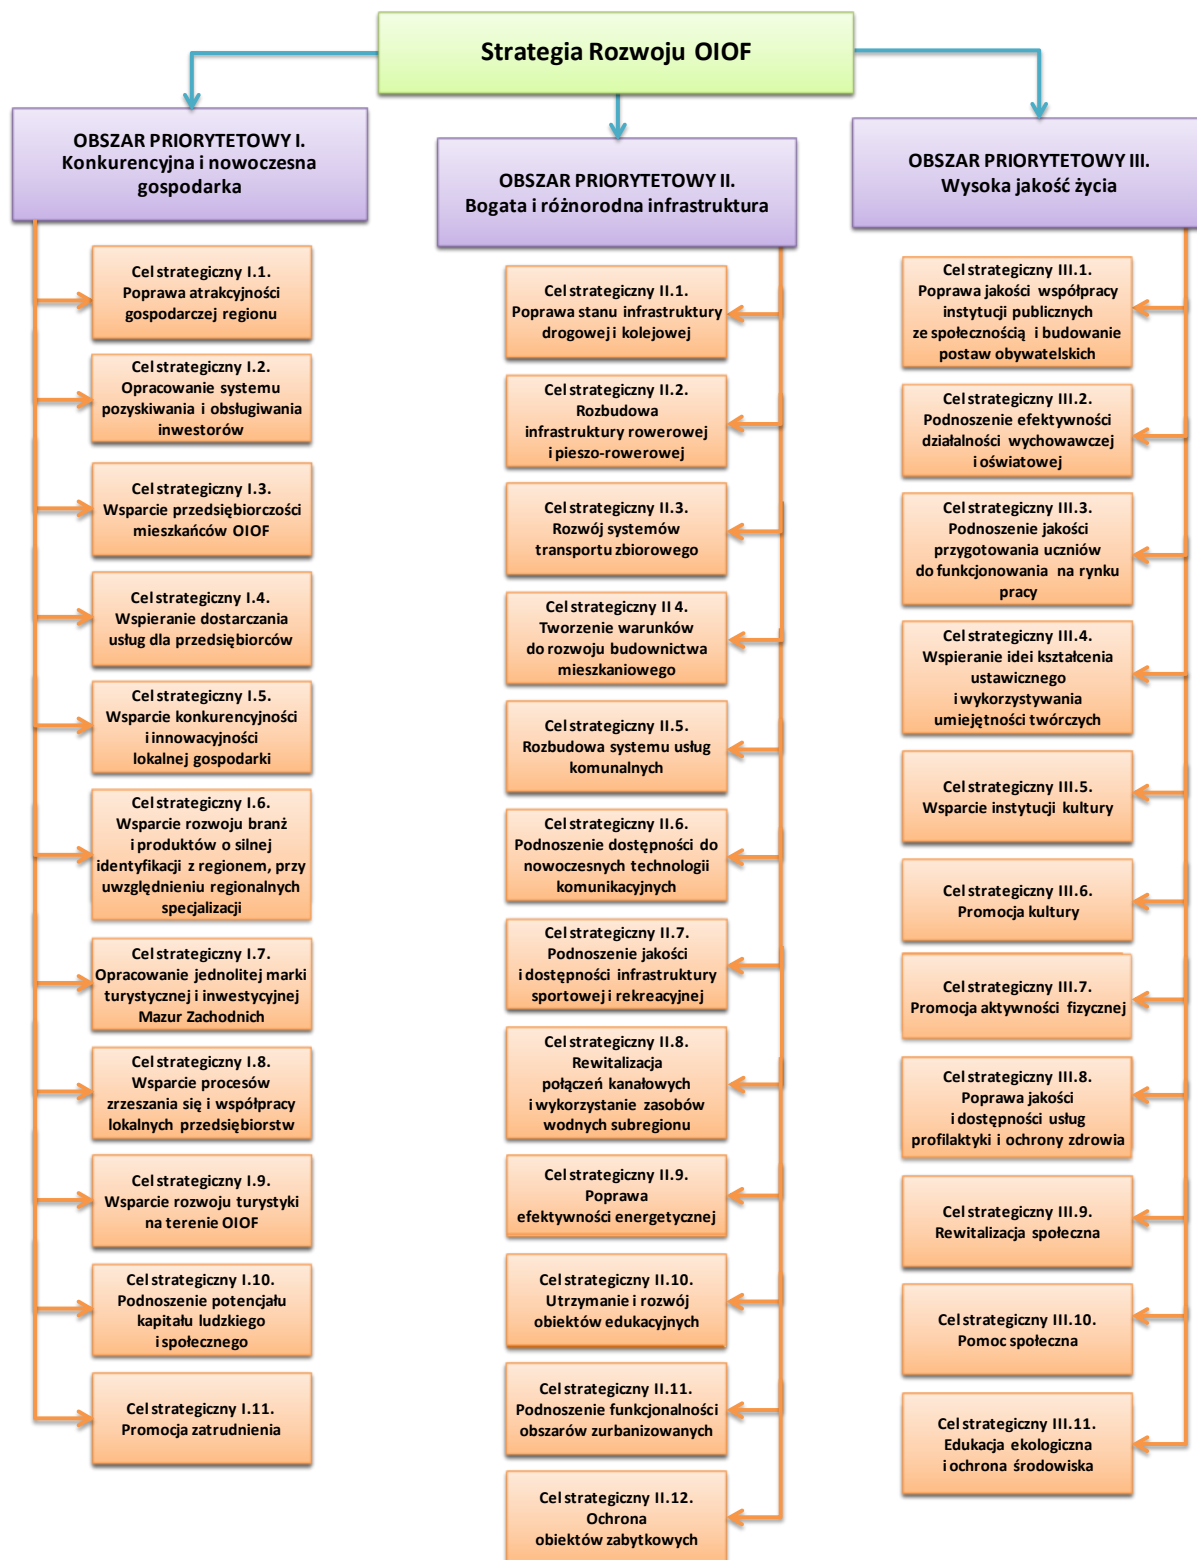 Strategia Rozwoju OIOF
OBSZAR PRIORYTETOWY I.
Konkurencyjna i nowoczesna
gospodarka
Cel strategiczny I.1.
Poprawa atrakcyjności
gospodarczej regionu
Cel strategiczny I.2.
Opracowanie systemu
pozyskiwania i obsługiwania
inwestorów
Cel strategiczny I.3.
Wsparcie przedsiębiorczości
mieszkańców OIOF
Cel strategiczny I.4.
Wspieranie dostarczania
usług dla przedsiębiorców
Cel strategiczny I.5.
Wsparcie konkurencyjności
i innowacyjności
lokalnej gospodarki
Cel strategiczny I.6.
Wsparcie rozwoju branż
i produktów o silnej
identyfikacji z regionem, przy
uwzględnieniu regionalnych
specjalizacji
Cel strategiczny I.7.
Opracowanie jednolitej marki
turystycznej i inwestycyjnej
Mazur Zachodnich
Cel strategiczny I.8.
Wsparcie procesów
zrzeszania się i współpracy
lokalnych przedsiębiorstw
Cel strategiczny I.9.
Wsparcie rozwoju turystyki
na terenie OIOF
Cel strategiczny I.10.
Podnoszenie potencjału
kapitału ludzkiego
i społecznego
Cel strategiczny I.11.
Promocja zatrudnienia
OBSZAR PRIORYTETOWY II.
Bogata i różnorodna infrastruktura
Cel strategiczny II.1.
Poprawa stanu infrastruktury
drogowej i kolejowej
Cel strategiczny II.2.
Rozbudowa
infrastruktury rowerowej
i pieszo-rowerowej
Cel strategiczny II.3.
Rozwój systemów
transportu zbiorowego
Cel strategiczny II 4.
Tworzenie warunków
do rozwoju budownictwa
mieszkaniowego
Cel strategiczny II.5.
Rozbudowa systemu usług
komunalnych
Cel strategiczny II.6.
Podnoszenie dostępności do
nowoczesnych technologii
komunikacyjnych
Cel strategiczny II.7.
Podnoszenie jakości
i dostępności infrastruktury
sportowej i rekreacyjnej
Cel strategiczny II.8.
Rewitalizacja
połączeń kanałowych
i wykorzystanie zasobów
wodnych subregionu
Cel strategiczny II.9.
Poprawa
efektywności energetycznej
Cel strategiczny II.10.
Utrzymanie i rozwój
obiektów edukacyjnych
Cel strategiczny II.11.
Podnoszenie funkcjonalności
obszarów zurbanizowanych
Cel strategiczny II.12.
Ochrona
obiektów zabytkowych
OBSZAR PRIORYTETOWY III.
Wysoka jakość życia
Cel strategiczny III.1.
Poprawa jakości współpracy
instytucji publicznych
ze społecznością i budowanie
postaw obywatelskich
Cel strategiczny III.2.
Podnoszenie efektywności
działalności wychowawczej
i oświatowej
Cel strategiczny III.3.
Podnoszenie jakości
przygotowania uczniów
do funkcjonowania na rynku
pracy
Cel strategiczny III.4.
Wspieranie idei kształcenia
ustawicznego
i wykorzystywania
umiejętności twórczych
Cel strategiczny III.5.
Wsparcie instytucji kultury
Cel strategiczny III.6.
Promocja kultury
Cel strategiczny III.7.
Promocja aktywności fizycznej
Cel strategiczny III.8.
Poprawa jakości
i dostępności usług
profilaktyki i ochrony zdrowia
Cel strategiczny III.9.
Rewitalizacja społeczna
Cel strategiczny III.10.
Pomoc społeczna
Cel strategiczny III.11.
Edukacja ekologiczna
i ochrona środowiska